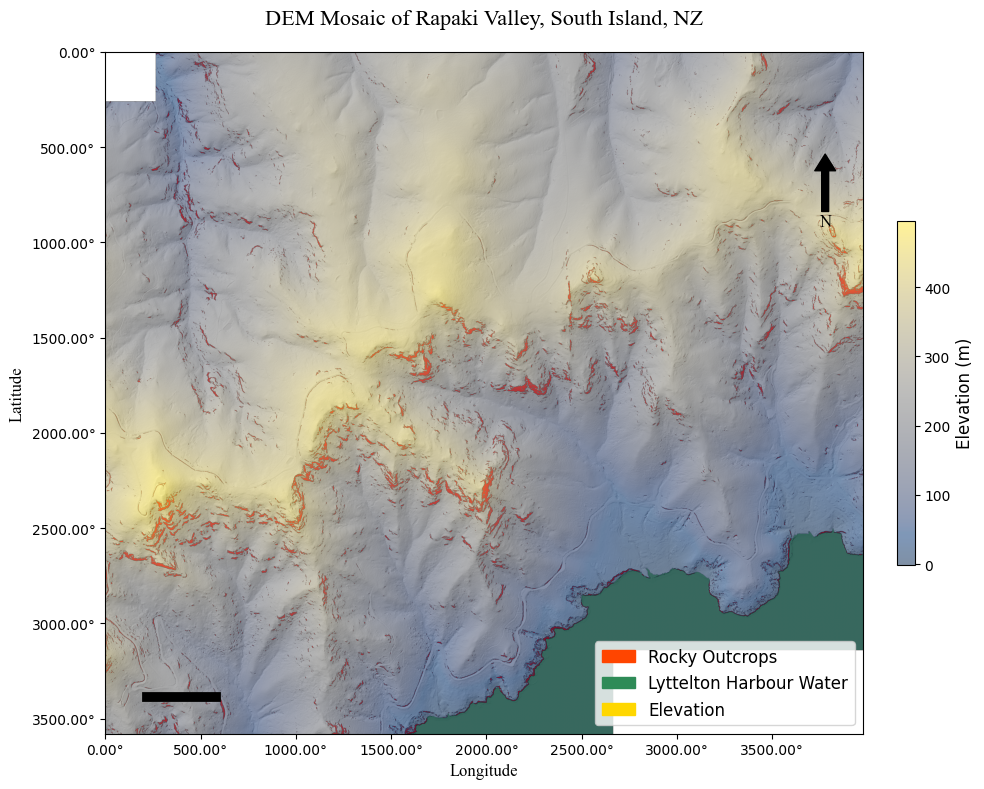 DEM Mosaic of Rapaki Valley, South Island, NZ
0.00°
500.00°
1000.00°
1500.00°
2000.00°
2500.00°
3000.00°
3500.00°
Latitude
N
400
300
200
100
0
Elevation (m)
Rocky Outcrops
Lyttelton Harbour Water
Elevation
0.00° 500.00° 1000.00° 1500.00° 2000.00° 2500.00° 3000.00° 3500.00°
Longitude